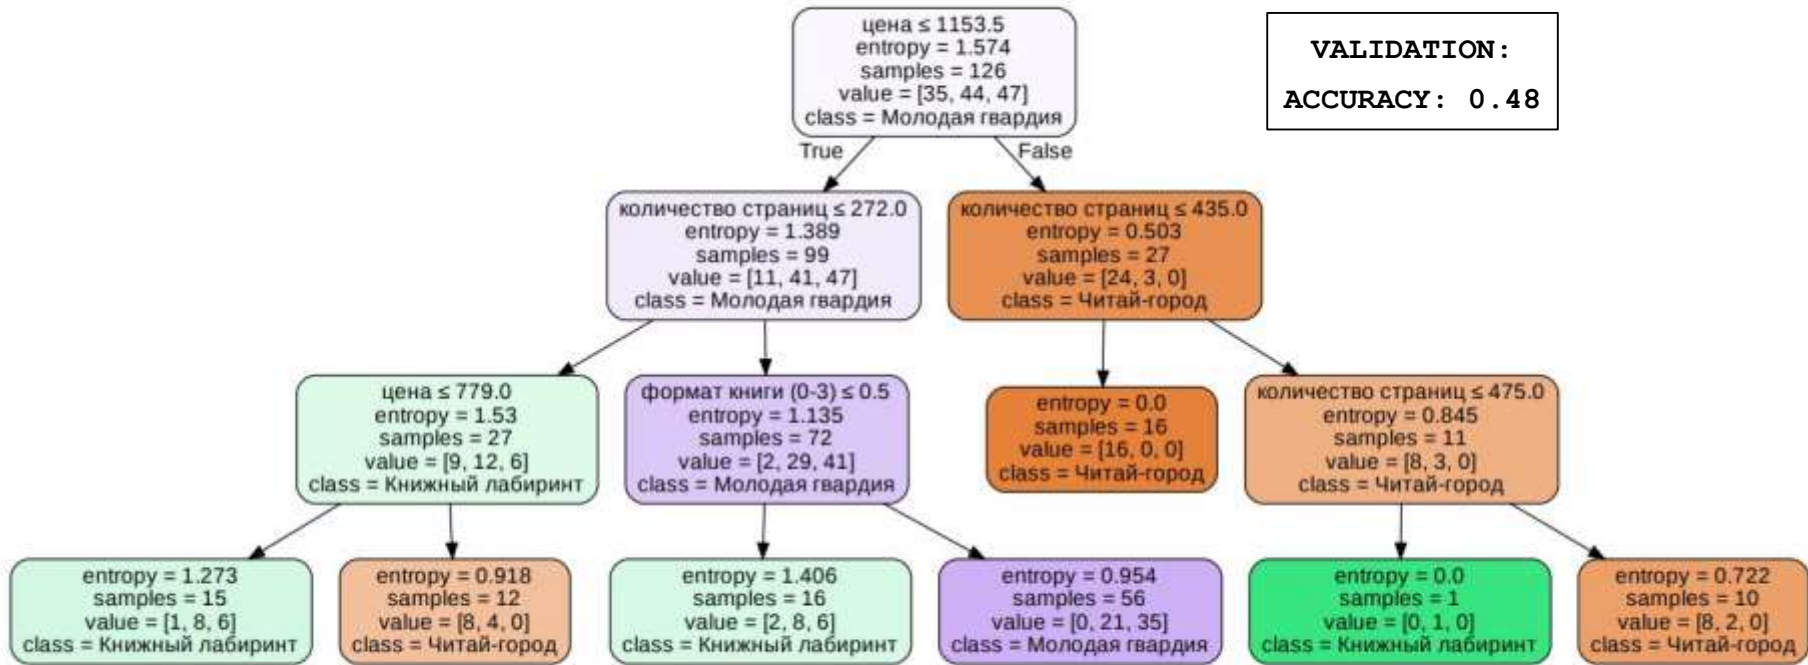 цена ≤ 1153.5
entropy = 1.574
samples = 126
value = [35, 44, 47]
class = Молодая гвардия
VALIDATION:
ACCURACY: 0.48
True
False
количество страниц ≤ 272.0
entropy = 1.389
samples = 99
value = [11, 41, 47]
class = Молодая гвардия
количество страниц ≤ 435.0
entropy = 0.503
samples = 27
value = [24, 3, 0]
class = Читай-город
цена ≤ 779.0
entropy = 1.53
samples = 27
value = [9, 12, 6]
class = Книжный лабиринт
формат книги (0-3) ≤ 0.5
entropy = 1.135
samples = 72
value = [2, 29, 41]
class = Молодая гвардия
entropy = 0.0
samples = 16
value = [16, 0, 0]
class = Читай-город
количество страниц ≤ 475.0
entropy = 0.845
samples = 11
value = [8, 3, 0]
class = Читай-город
entropy = 1.273
samples = 15
value = [1, 8, 6]
class = Книжный лабиринт
entropy = 0.918
samples = 12
value = [8, 4, 0]
class = Читай-город
entropy = 1.406
samples = 16
value = [2, 8, 6]
class = Книжный лабиринт
entropy = 0.954
samples = 56
value = [0, 21, 35]
class = Молодая гвардия
entropy = 0.0
samples = 1
value = [0, 1, 0]
class = Книжный лабиринт
entropy = 0.722
samples = 10
value = [8, 2, 0]
class = Читай-город